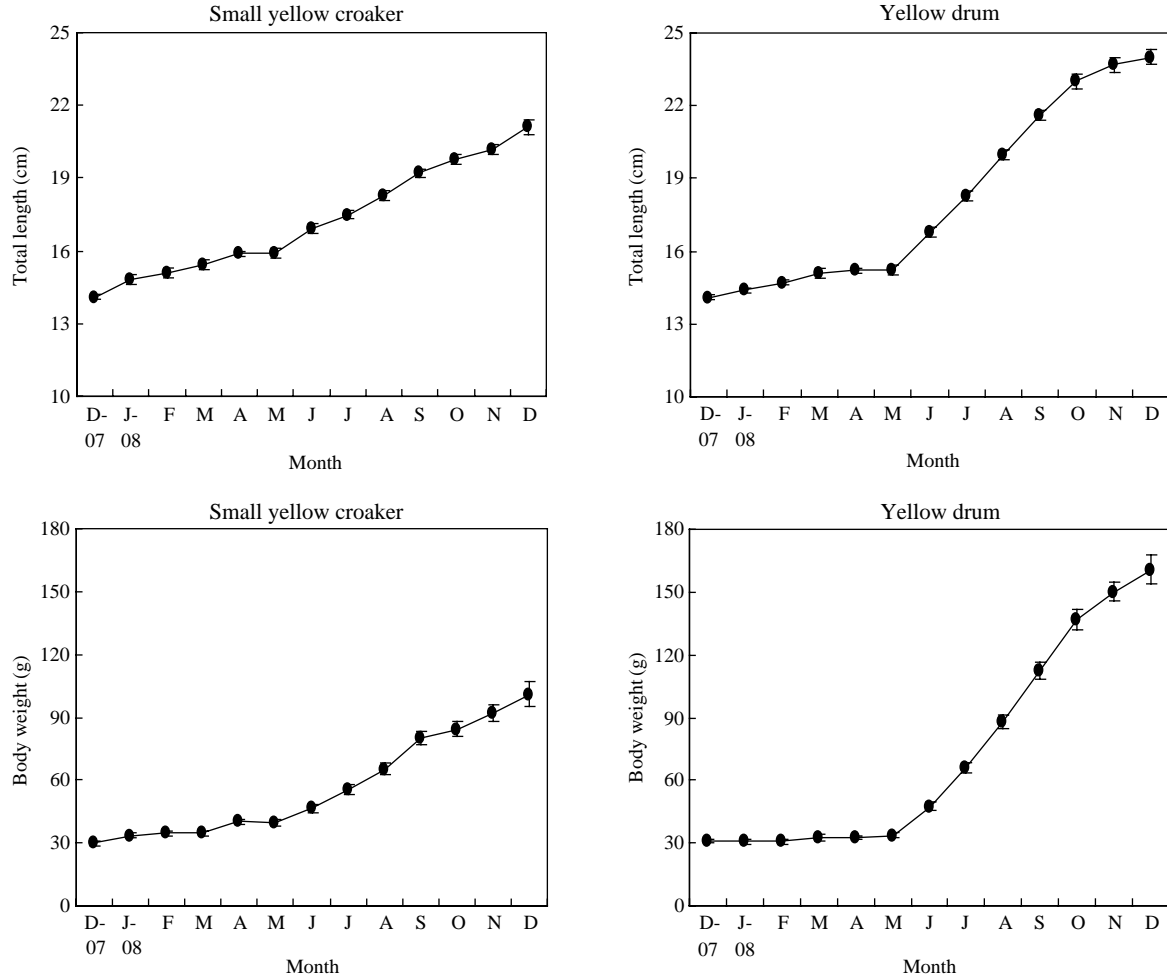 Small yellow croaker
25
22
19
16
13
10
Total length (cm)
D- J- F M A M J J A S O N D
07 08
Month
Yellow drum
25
22
19
16
13
10
Total length (cm)
D- J- F M A M J J A S O N D
07 08
Month
Small yellow croaker
180
150
120
90
60
30
0
Body weight (g)
D- J- F M A M J J A S O N D
07 08
Month
Yellow drum
180
150
120
90
60
30
0
Body weight (g)
D- J- F M A M J J A S O N D
07 08
Month